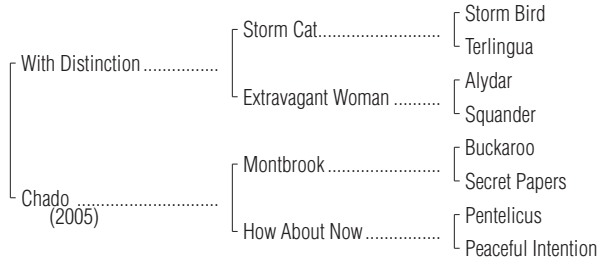 Storm Bird
Storm Cat..............................
Terlingua
With Distinction ..................
Alydar
Extravagant Woman ...........
Squander
Buckaroo
Montbrook ...........................
Secret Papers
Chado ..................................
(2005)
Pentelicus
How About Now..................
Peaceful Intention